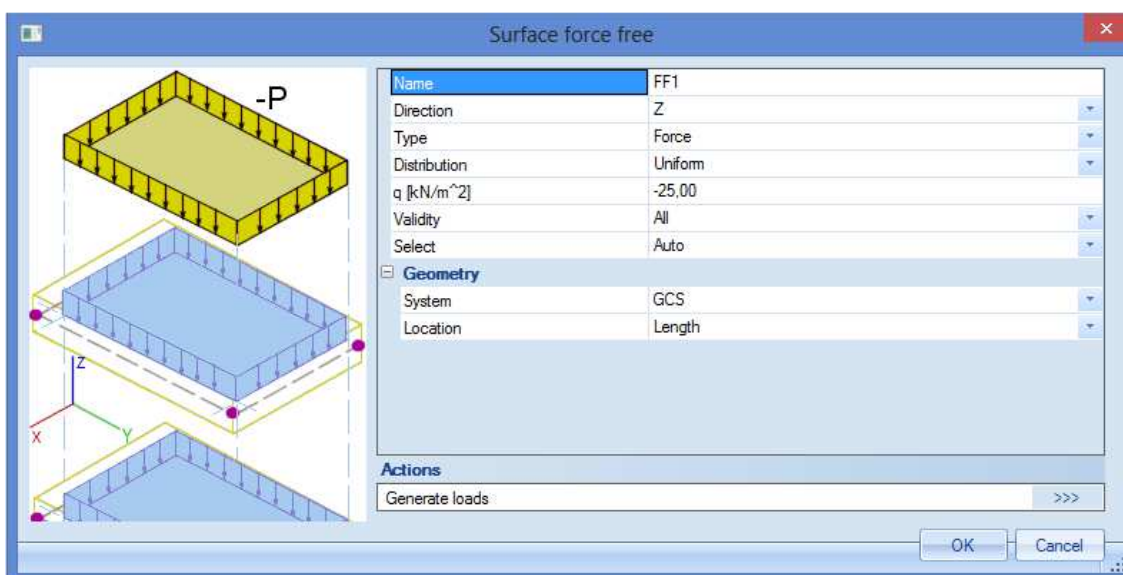 Surface force free
-P
Z
X
Y
Name FF1
Direction Z
Type Force
Distribution Uniform
q [kN/m^2] -25,00
Validity All
Select Auto
Geometry
System GCS
Location Length
Actions
Generate loads >>>
OK Cancel